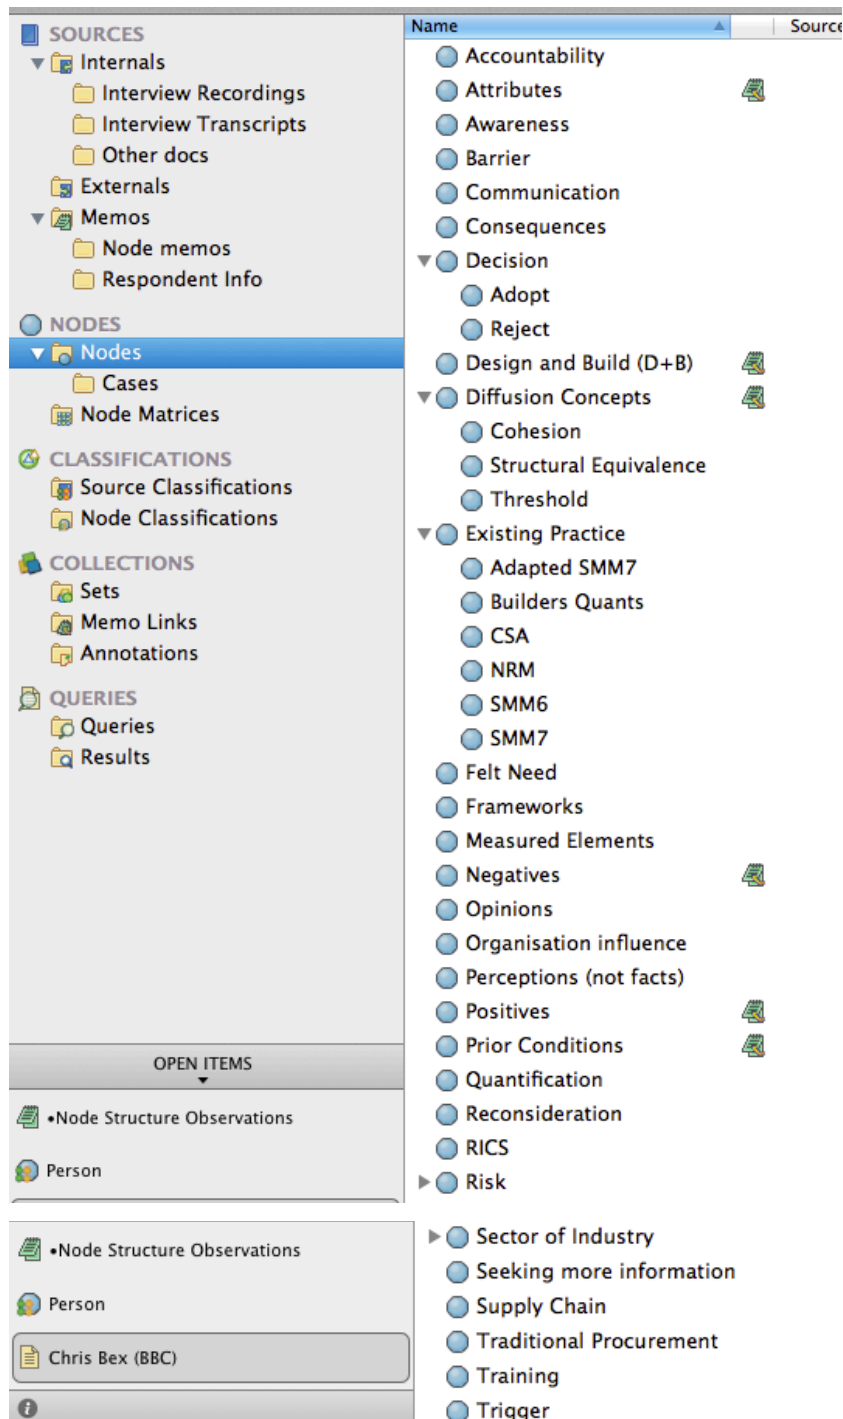 SOURCES
Internals
Interview Recordings
Interview Transcripts
Other docs
Externals
Memos
Node memos
Respondent Info
NODES
Nodes
Cases
Node Matrices
CLASSIFICATIONS
Source Classifications
Node Classifications
COLLECTIONS
Sets
Memo Links
Annotations
QUERIES
Queries
Results
OPEN ITEMS
•Node Structure Observations
Person
Name Source
Accountability
Attributes
Awareness
Barrier
Communication
Consequences
Decision
Adopt
Reject
Design and Build (D+B)
Diffusion Concepts
Cohesion
Structural Equivalence
Threshold
Existing Practice
Adapted SMM7
Builders Quants
CSA
NRM
SMM6
SMM7
Felt Need
Frameworks
Measured Elements
Negatives
Opinions
Organisation influence
Perceptions (not facts)
Positives
Prior Conditions
Quantification
Reconsideration
RICS
Risk
•Node Structure Observations
Person
Chris Bex (BBC)
Sector of Industry
Seeking more information
Supply Chain
Traditional Procurement
Training
Trigger